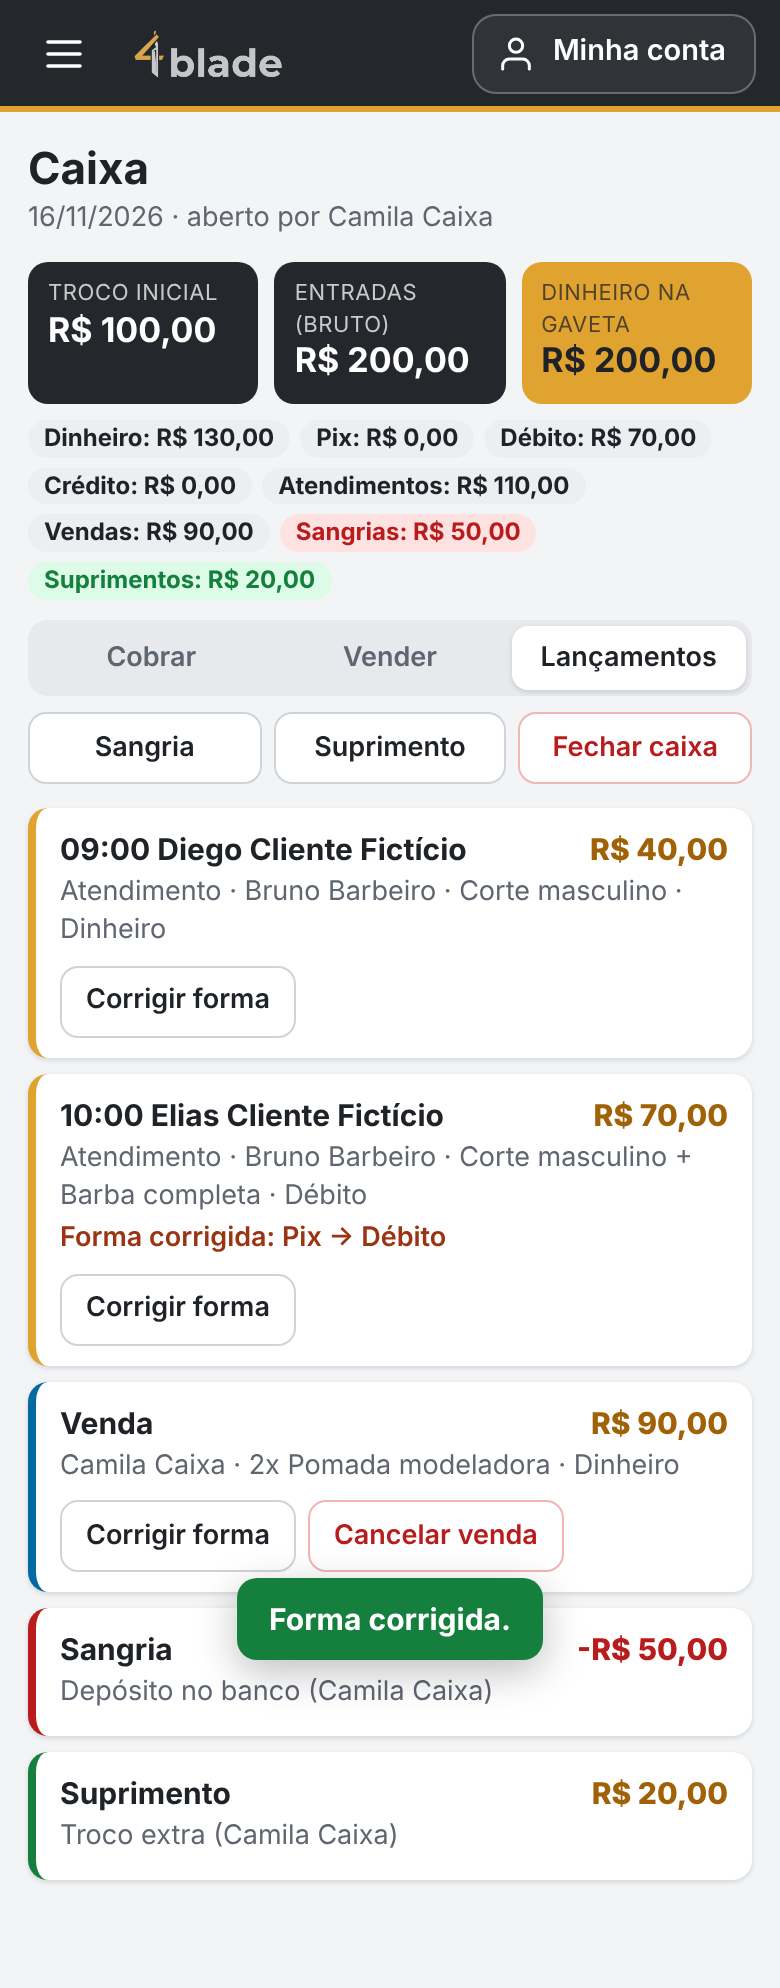 4blade
Minha conta
Caixa
16/11/2026 · aberto por Camila Caixa
TROCO INICIAL
R$ 100,00
ENTRADAS
(BRUTO)
R$ 200,00
DINHEIRO NA
GAVETA
R$ 200,00
Dinheiro: R$ 130,00
Pix: R$ 0,00
Débito: R$ 70,00
Crédito: R$ 0,00
Atendimentos: R$ 110,00
Vendas: R$ 90,00
Sangrias: R$ 50,00
Suprimentos: R$ 20,00
Cobrar
Vender
Lançamentos
Sangria
Suprimento
Fechar caixa
09:00 Diego Cliente Fictício
R$ 40,00
Atendimento · Bruno Barbeiro · Corte masculino ·
Dinheiro
Corrigir forma
10:00 Elias Cliente Fictício
R$ 70,00
Atendimento · Bruno Barbeiro · Corte masculino +
Barba completa · Débito
Forma corrigida: Pix → Débito
Corrigir forma
Venda
R$ 90,00
Camila Caixa · 2x Pomada modeladora · Dinheiro
Corrigir forma
Cancelar venda
Forma corrigida.
Sangria
-R$ 50,00
Depósito no banco (Camila Caixa)
Suprimento
R$ 20,00
Troco extra (Camila Caixa)